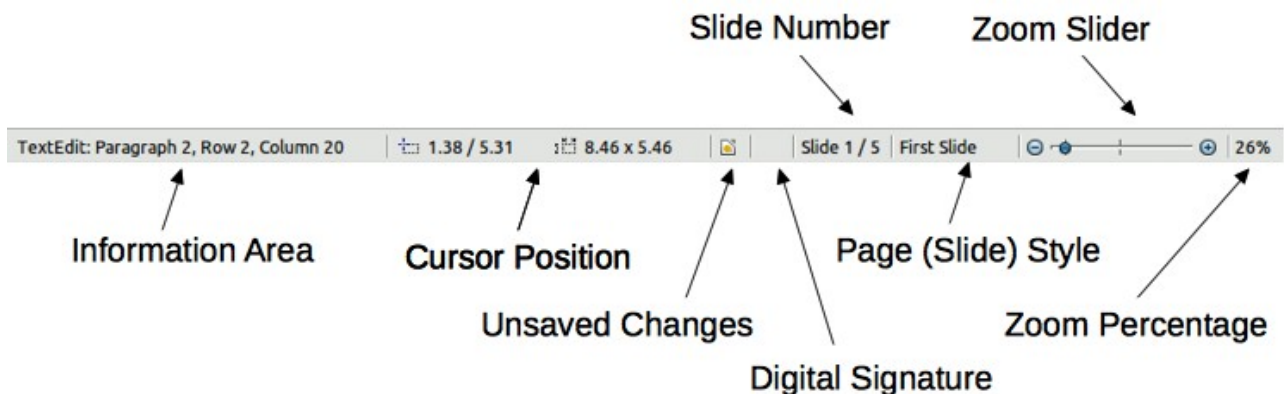 Slide Number Zoom Slider
TextEdit: Paragraph 2, Row 2, Column 20 1.38 / 5.31 8.46 x 5.46 Slide 1 / 5 First Slide 26%
Information Area Cursor Position Page (Slide) Style
Unsaved Changes Zoom Percentage
Digital Signature